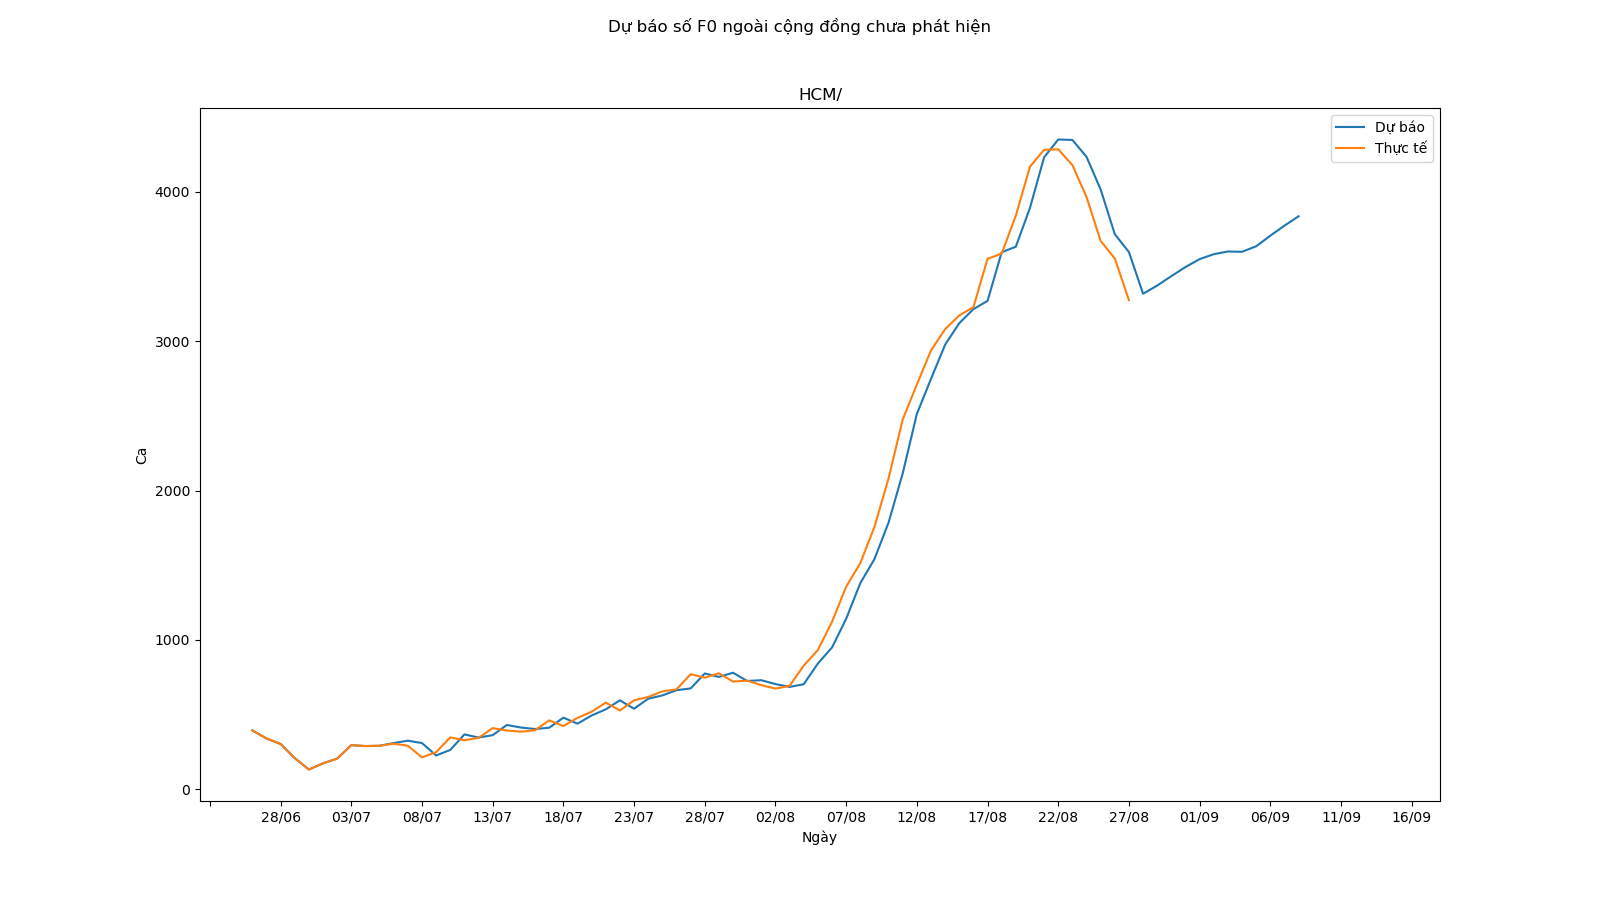 Dự báo số F0 ngoài cộng đồng chưa phát hiện
HCM/
Dự báo
Thực tế
4000
3000
2000
1000
0
Ca
28/06 03/07 08/07 13/07 18/07 23/07 28/07 02/08 07/08 12/08 17/08 22/08 27/08 01/09 06/09 11/09 16/09
Ngày